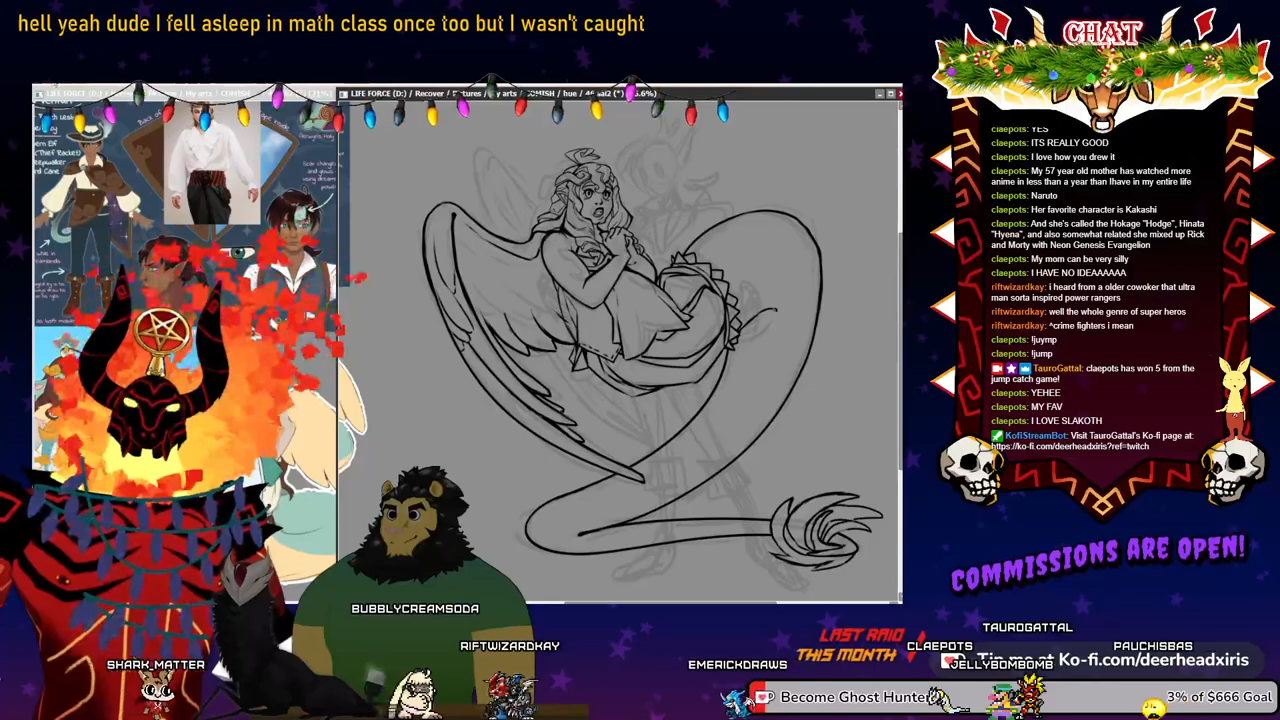 hell yeah dude I fell asleep in math class once too but I wasn't caught
CHAT
claepots: YES
claepots: ITS REALLY GOOD
claepots: I love how you drew it
claepots: My 57 year old mother has watched more
anime in less than a year than Ihave in my entire life
claepots: Naruto
claepots: Her favorite character is Kakashi
claepots: And she's called the Hokage "Hodge", Hinata
"Hyena", and also somewhat related she mixed up Rick
and Morty with Neon Genesis Evangelion
claepots: My mom can be very silly
claepots: I HAVE NO IDEAAAAAA
riftwizardkay: i heard from a older cowoker that ultra
man sorta inspired power rangers
riftwizardkay: well the whole genre of super heros
riftwizardkay: ^crime fighters i mean
claepots: !juymp
claepots: !jump
TauroGattal: claepots has won 5 from the
jump catch game!
claepots: YEHEE
claepots: MY FAV
claepots: I LOVE SLAKOTH
KofiStreamBot: Visit TauroGattal's Ko-fi page at:
https://ko-fi.com/deerheadxiris?ref=twitch
COMMISSIONS ARE OPEN!
BUBBLYCREAMSODA
RIFTWIZARDKAY
SHARK_MATTER
EMERICKDRAWS
LAST RAID
THIS MONTH
TAUROGATTAL
CLAEPOTS
PAUCHISBAS
JELLYBOMBOMB
Tip me at Ko-fi.com/deerheadxiris
Become Ghost Hunter
3% of $666 Goal